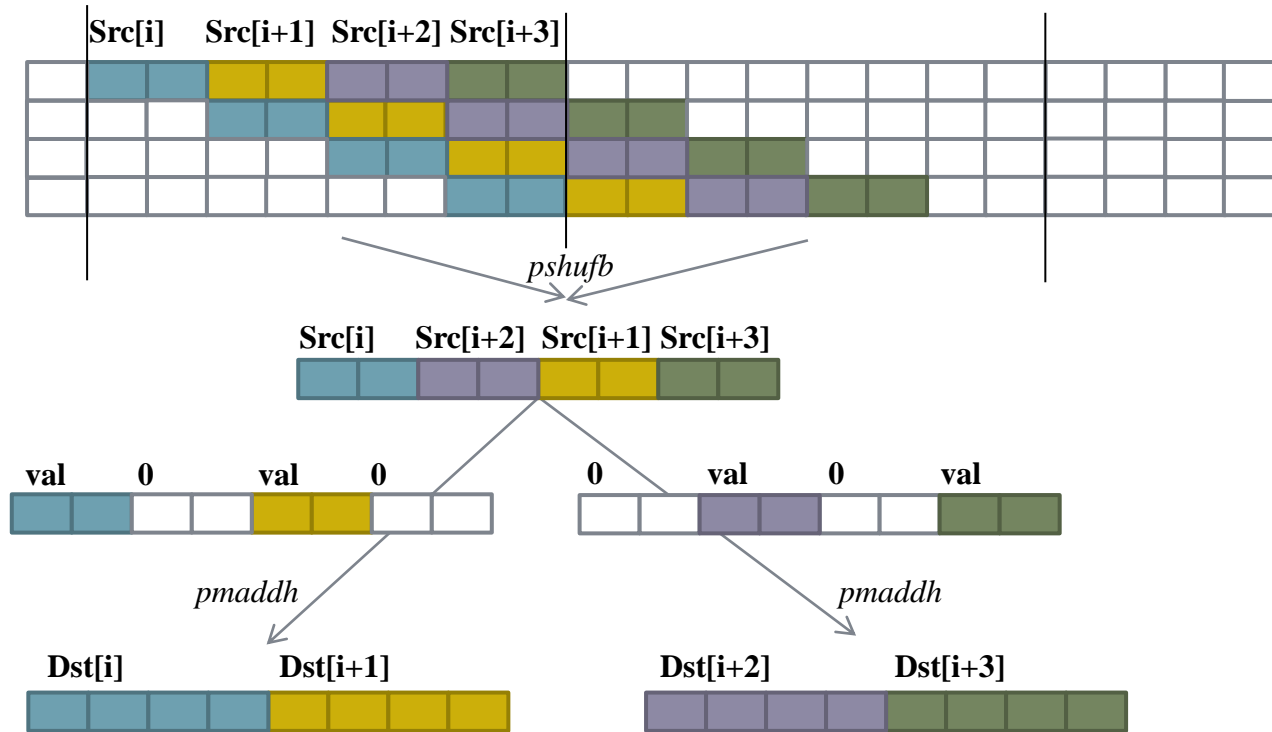 Src[i] Src[i+1] Src[i+2] Src[i+3]
pshufb
Src[i] Src[i+2] Src[i+1] Src[i+3]
val 0 val 0 0 val 0 val
pmaddh pmaddh
Dst[i] Dst[i+1] Dst[i+2] Dst[i+3]